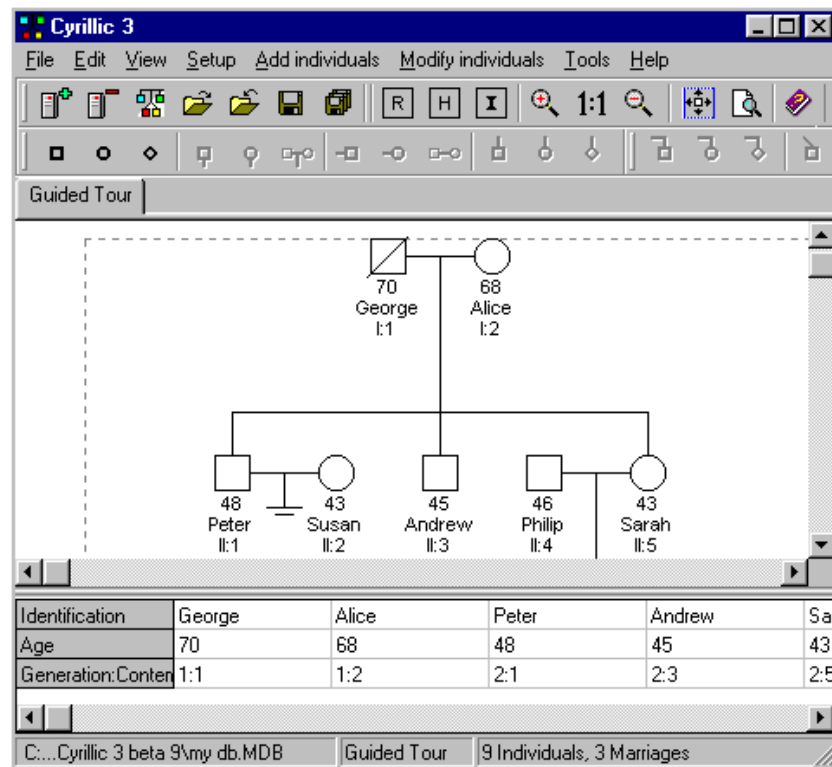 Cyrillic 3
File Edit View Setup Add individuals Modify individuals Tools Help
R H I 1:1
Guided Tour
70 68
George Alice
I:1 I:2
48 43 45 46 43
Peter Susan Andrew Philip Sarah
II:1 II:2 II:3 II:4 II:5
Identification George Alice Peter Andrew Sa
Age 70 68 48 45 43
Generation:Conten 1:1 1:2 2:1 2:3 2:5
C:...Cyrillic 3 beta 9\my db.MDB Guided Tour 9 Individuals, 3 Marriages